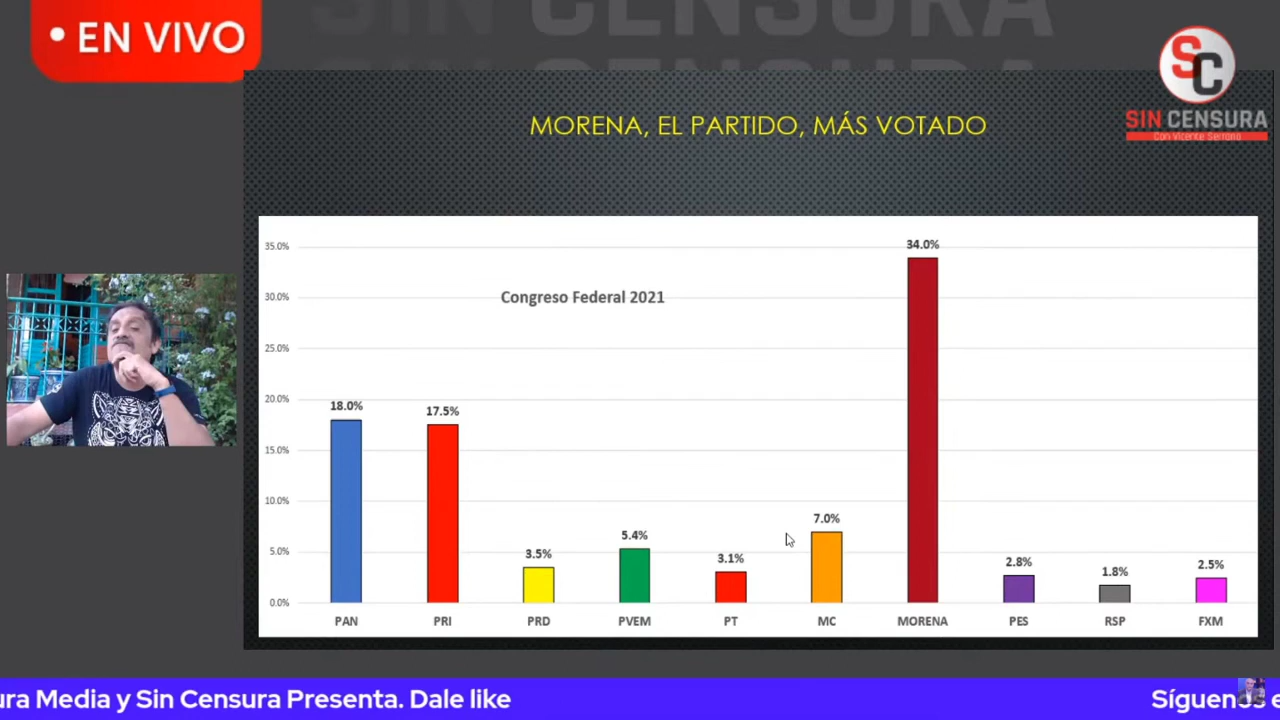 SIN CENSURA
• EN VIVO
SC
SIN CENSURA
Con Vicente Serrano
MORENA, EL PARTIDO, MÁS VOTADO
Congreso Federal 2021
35.0%
30.0%
25.0%
20.0%
15.0%
10.0%
5.0%
0.0%
18.0%
17.5%
3.5%
5.4%
3.1%
7.0%
34.0%
2.8%
1.8%
2.5%
PAN PRI PRD PVEM PT MC MORENA PES RSP FXM
ura Media y Sin Censura Presenta. Dale like
Síguenos e